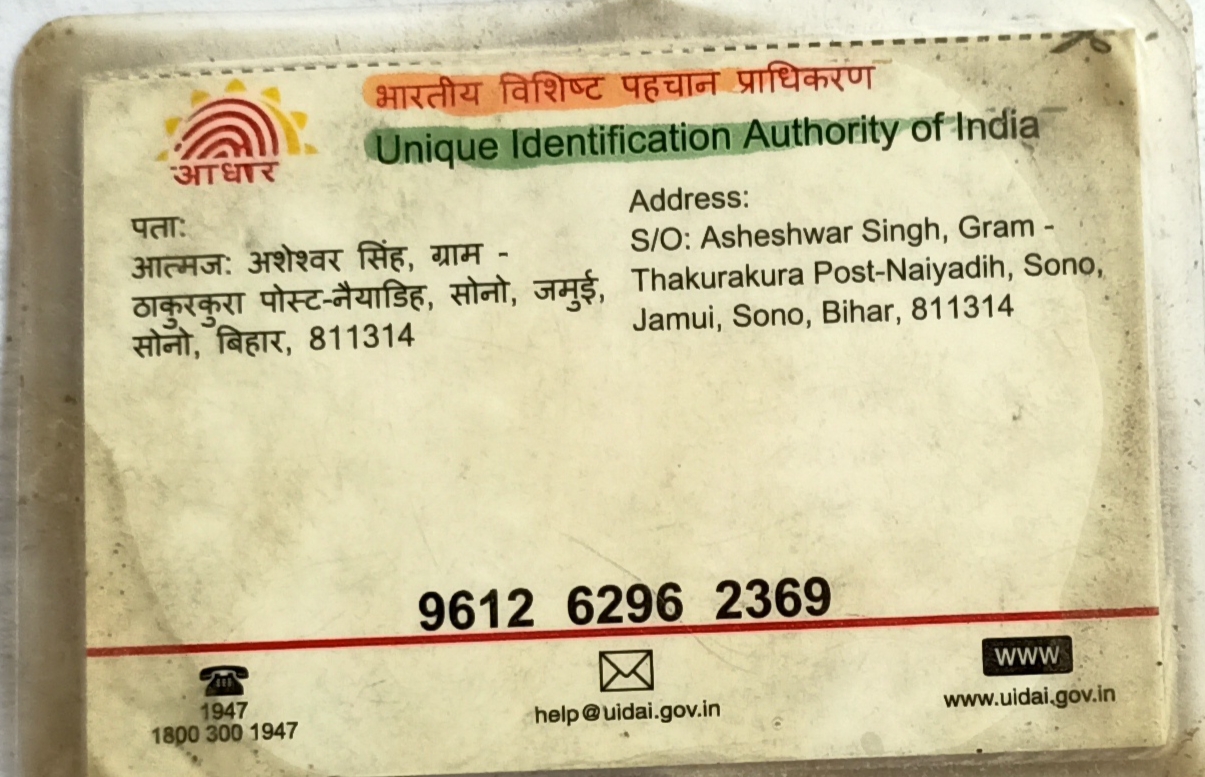 भारतीय विशिष्ट पहचान प्राधिकरण
Unique Identification Authority of India
आधार
पता:
आत्मज: अशेश्वर सिंह, ग्राम -
ठाकुरकुरा पोस्ट-नैयाडिह, सोनो, जमुई,
सोनो, बिहार, 811314
Address:
S/O: Asheshwar Singh, Gram -
Thakurakura Post-Naiyadih, Sono,
Jamui, Sono, Bihar, 811314
9612 6296 2369
1947
1800 300 1947
help@uidai.gov.in
www
www.uidai.gov.in